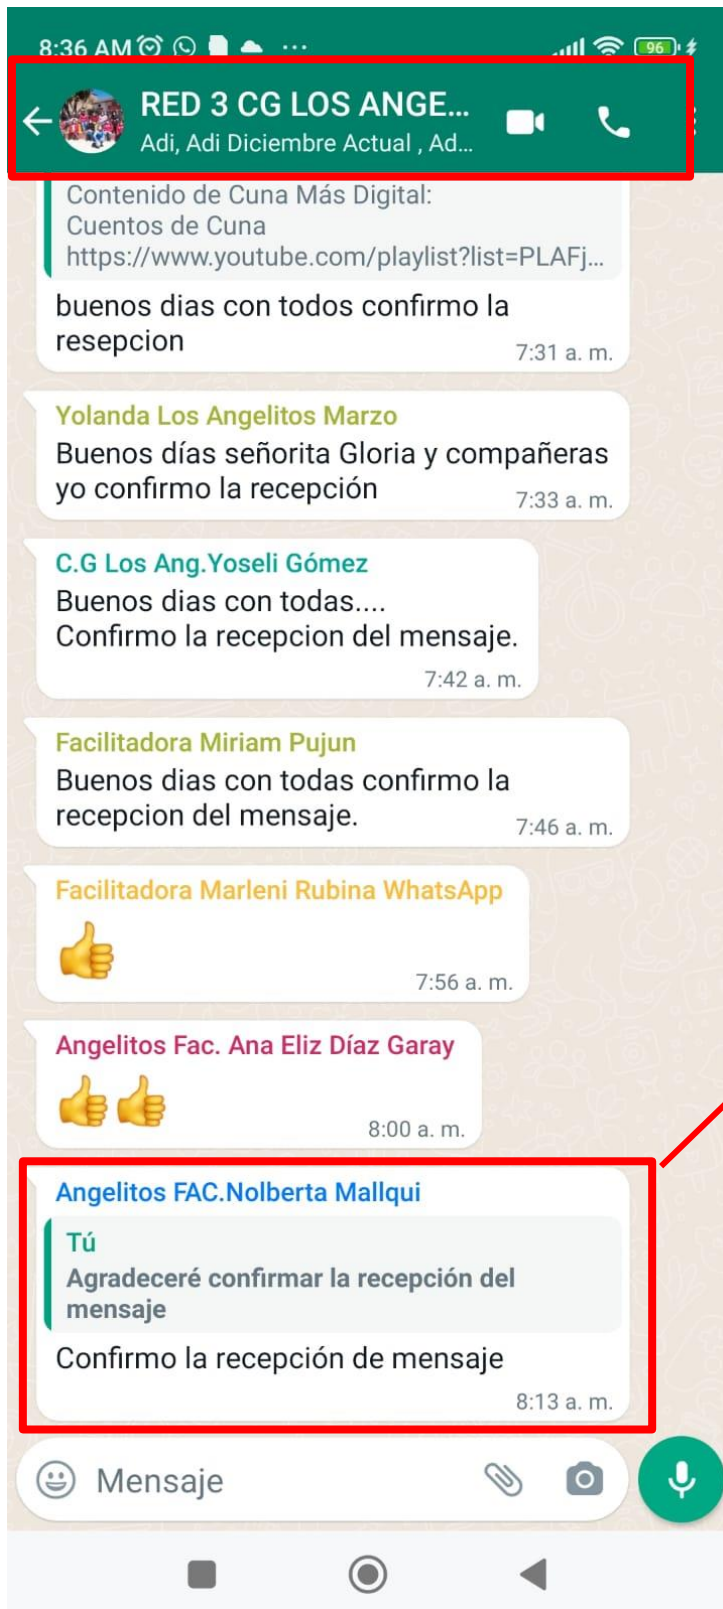 8:36 AM
96
RED 3 CG LOS ANGE...
Adi, Adi Diciembre Actual , Ad...
Contenido de Cuna Más Digital:
Cuentos de Cuna
https://www.youtube.com/playlist?list=PLAFj...
buenos dias con todos confirmo la
resepcion
7:31 a. m.
Yolanda Los Angelitos Marzo
Buenos días señorita Gloria y compañeras
yo confirmo la recepción
7:33 a. m.
C.G Los Ang.Yoseli Gómez
Buenos dias con todas....
Confirmo la recepcion del mensaje.
7:42 a. m.
Facilitadora Miriam Pujun
Buenos dias con todas confirmo la
recepcion del mensaje.
7:46 a. m.
Facilitadora Marleni Rubina WhatsApp
👍
7:56 a. m.
Angelitos Fac. Ana Eliz Díaz Garay
👍👍
8:00 a. m.
Angelitos FAC.Nolberta Mallqui
Tú
Agradeceré confirmar la recepción del
mensaje
Confirmo la recepción de mensaje
8:13 a. m.
Mensaje